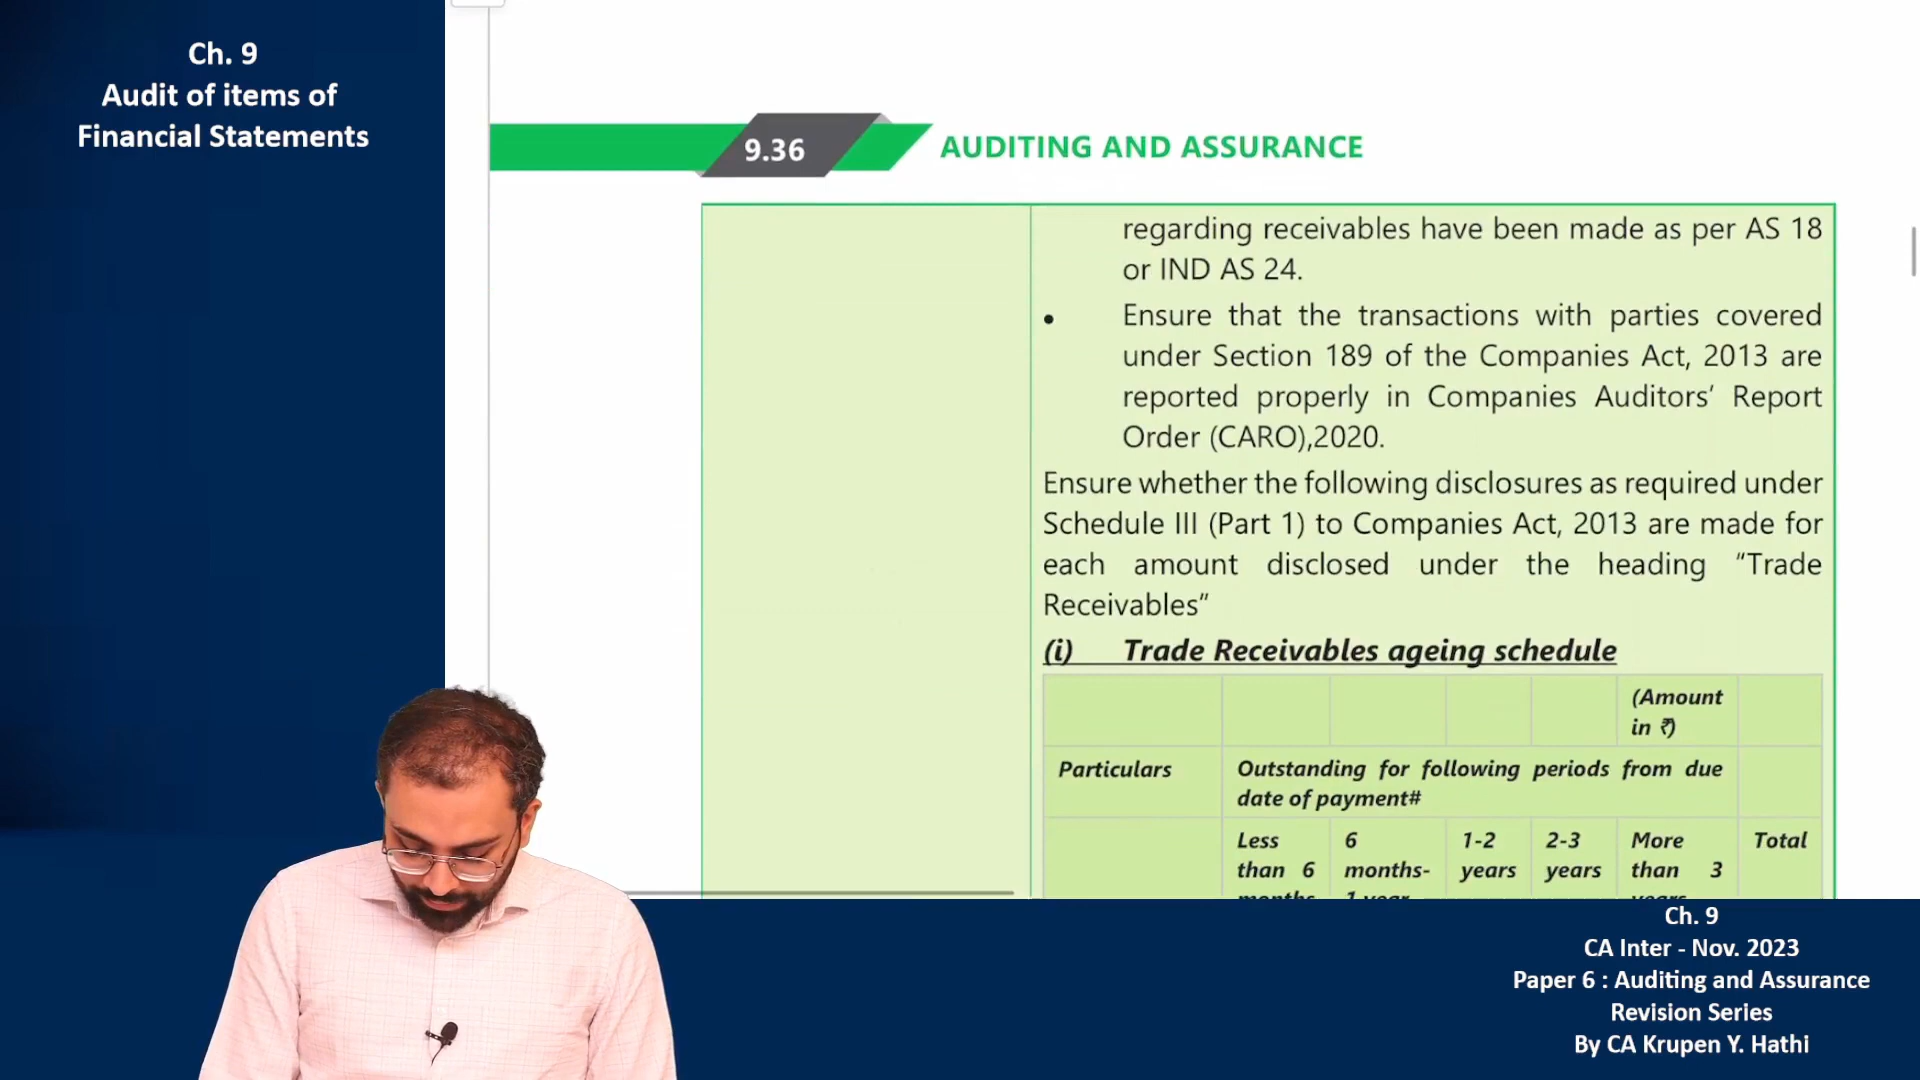 Ch. 9
Audit of items of
Financial Statements
9.36
AUDITING AND ASSURANCE
regarding receivables have been made as per AS 18
or IND AS 24.
• Ensure that the transactions with parties covered
under Section 189 of the Companies Act, 2013 are
reported properly in Companies Auditors’ Report
Order (CARO),2020.
Ensure whether the following disclosures as required under
Schedule III (Part 1) to Companies Act, 2013 are made for
each amount disclosed under the heading “Trade
Receivables”
(i) Trade Receivables ageing schedule
(Amount
in ₹)
Particulars
Outstanding for following periods from due
date of payment#
Less
than 6
months
6
months-
1 year
1-2
years
2-3
years
More
than 3
years
Total
Ch. 9
CA Inter - Nov. 2023
Paper 6 : Auditing and Assurance
Revision Series
By CA Krupen Y. Hathi